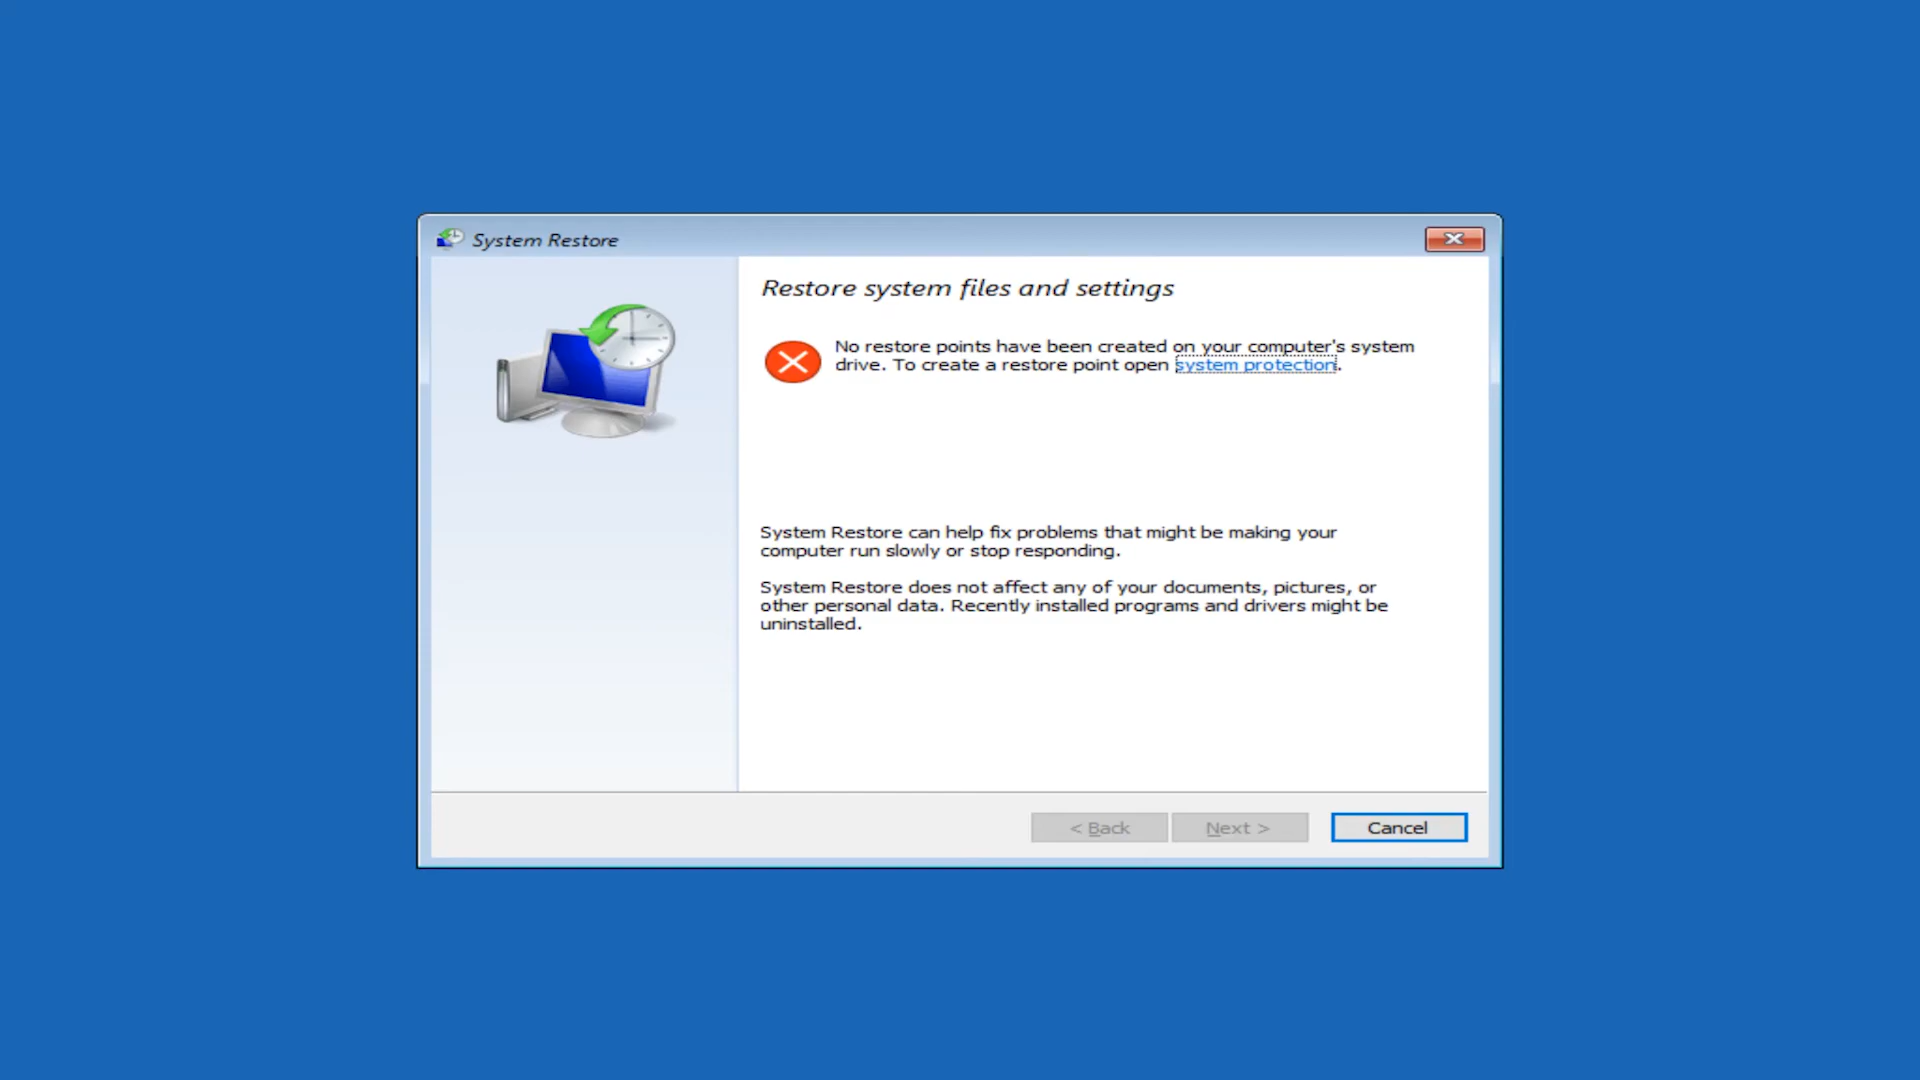 System Restore
Restore system files and settings
No restore points have been created on your computer's system
drive. To create a restore point open system protection.
System Restore can help fix problems that might be making your
computer run slowly or stop responding.
System Restore does not affect any of your documents, pictures, or
other personal data. Recently installed programs and drivers might be
uninstalled.
< Back Next > Cancel